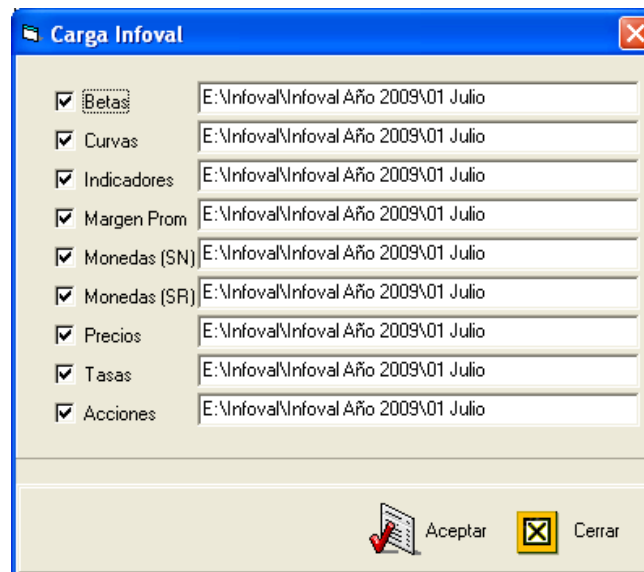 Carga Infoval
Betas E:\Infoval\Infoval Año 2009\01 Julio
Curvas E:\Infoval\Infoval Año 2009\01 Julio
Indicadores E:\Infoval\Infoval Año 2009\01 Julio
Margen Prom E:\Infoval\Infoval Año 2009\01 Julio
Monedas (SN) E:\Infoval\Infoval Año 2009\01 Julio
Monedas (SR) E:\Infoval\Infoval Año 2009\01 Julio
Precios E:\Infoval\Infoval Año 2009\01 Julio
Tasas E:\Infoval\Infoval Año 2009\01 Julio
Acciones E:\Infoval\Infoval Año 2009\01 Julio
Aceptar Cerrar